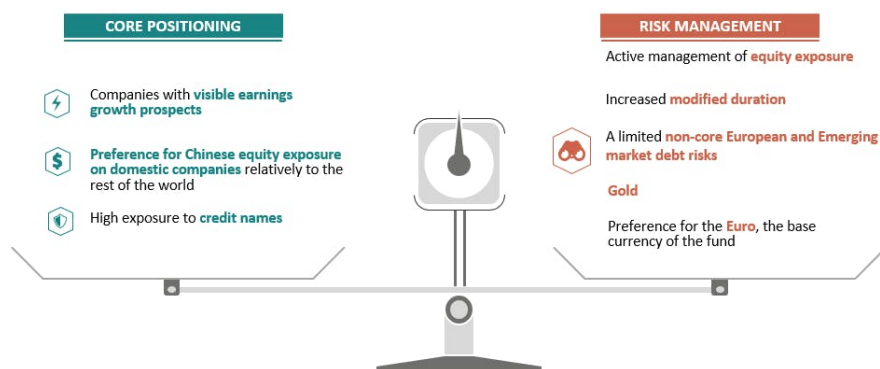 CORE POSITIONING
Companies with visible earnings
growth prospects
Preference for Chinese equity exposure
on domestic companies relatively to the
rest of the world
High exposure to credit names
RISK MANAGEMENT
Active management of equity exposure
Increased modified duration
A limited non-core European and Emerging
market debt risks
Gold
Preference for the Euro, the base
currency of the fund